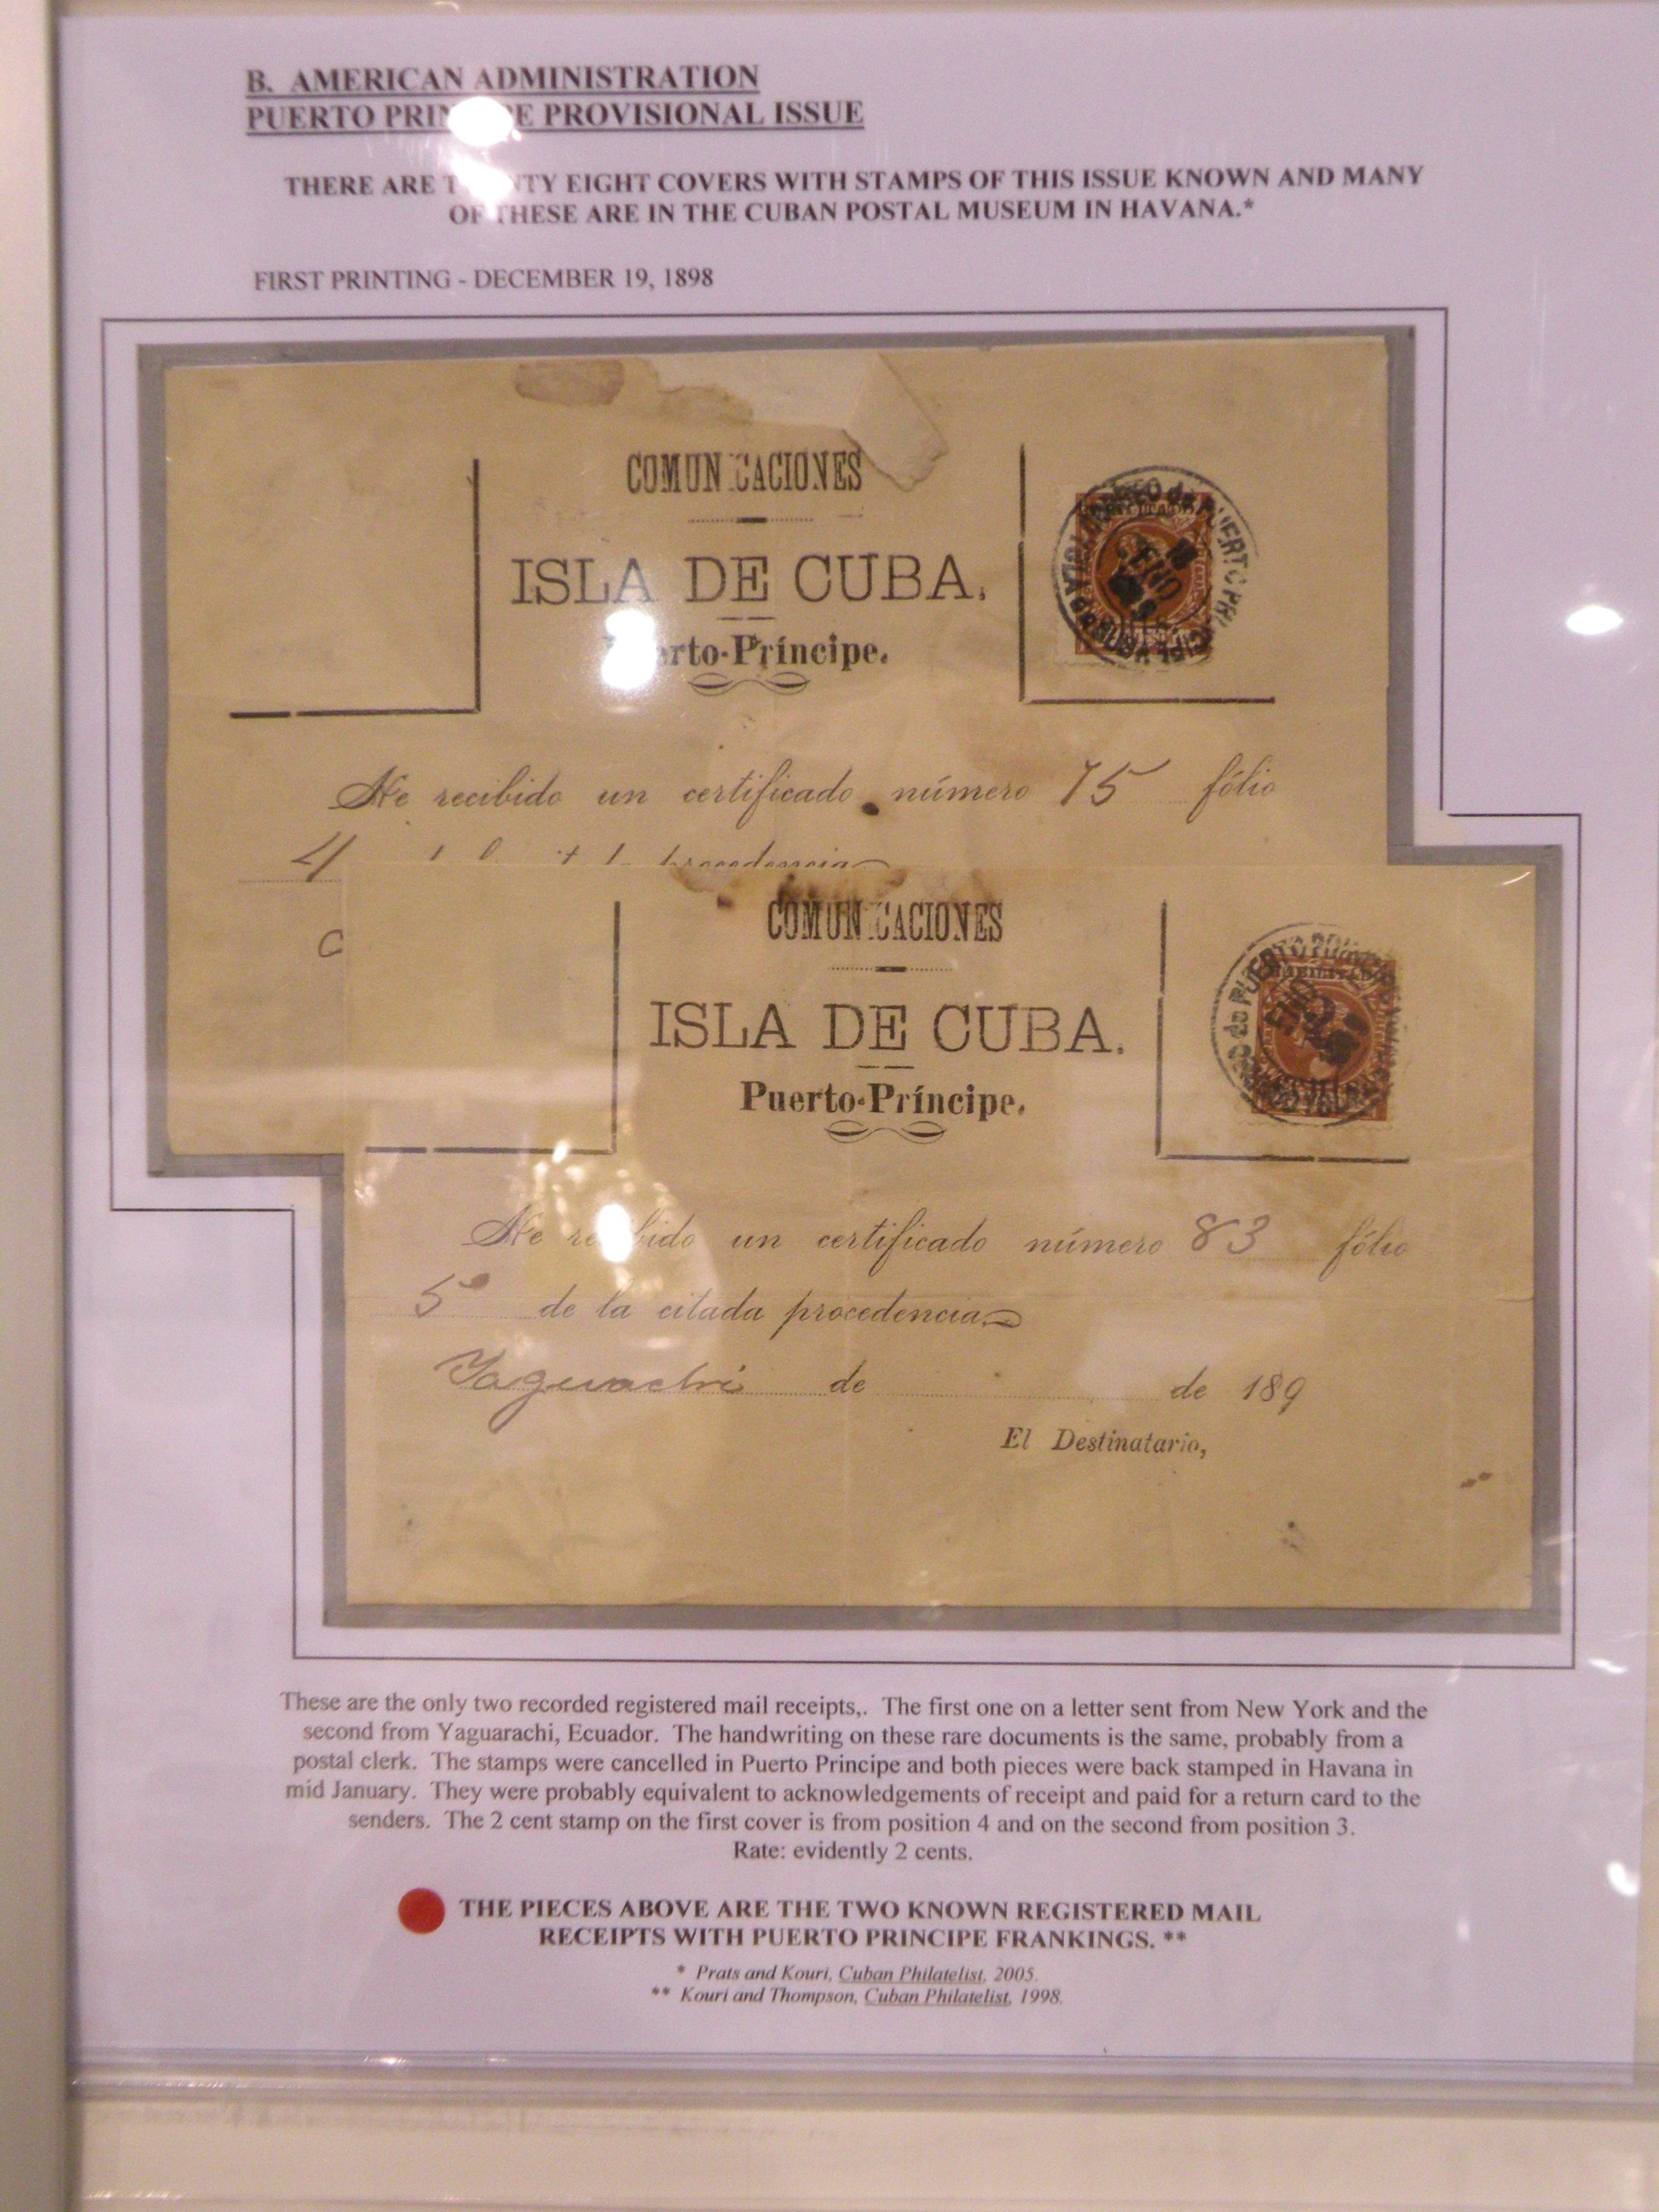 B. AMERICAN ADMINISTRATION
PUERTO PROVISIONAL ISSUE
THERE ARE EIGHT COVERS WITH STAMPS OF THIS ISSUE KNOWN AND MANY
OF THESE ARE IN THE CUBAN POSTAL MUSEUM IN HAVANA.*
FIRST PRINTING - DECEMBER 19, 1898
COMUNICACIONES
ISLA DE CUBA.
Puerto-Príncipe.
He recibido un certificado número 75 fólio
4 procedencia
COMUNICACIONES
ISLA DE CUBA.
Puerto-Príncipe.
He recibido un certificado número 83 fólio
5º de la citada procedencia.
Yaguachi de de 189
El Destinatario,
These are the only two recorded registered mail receipts,. The first one on a letter sent from New York and the
second from Yaguarachi, Ecuador. The handwriting on these rare documents is the same, probably from a
postal clerk. The stamps were cancelled in Puerto Principe and both pieces were back stamped in Havana in
mid January. They were probably equivalent to acknowledgements of receipt and paid for a return card to the
senders. The 2 cent stamp on the first cover is from position 4 and on the second from position 3.
Rate: evidently 2 cents.
THE PIECES ABOVE ARE THE TWO KNOWN REGISTERED MAIL
RECEIPTS WITH PUERTO PRINCIPE FRANKINGS. **
* Prats and Kouri, Cuban Philatelist, 2005.
** Kouri and Thompson, Cuban Philatelist, 1998.